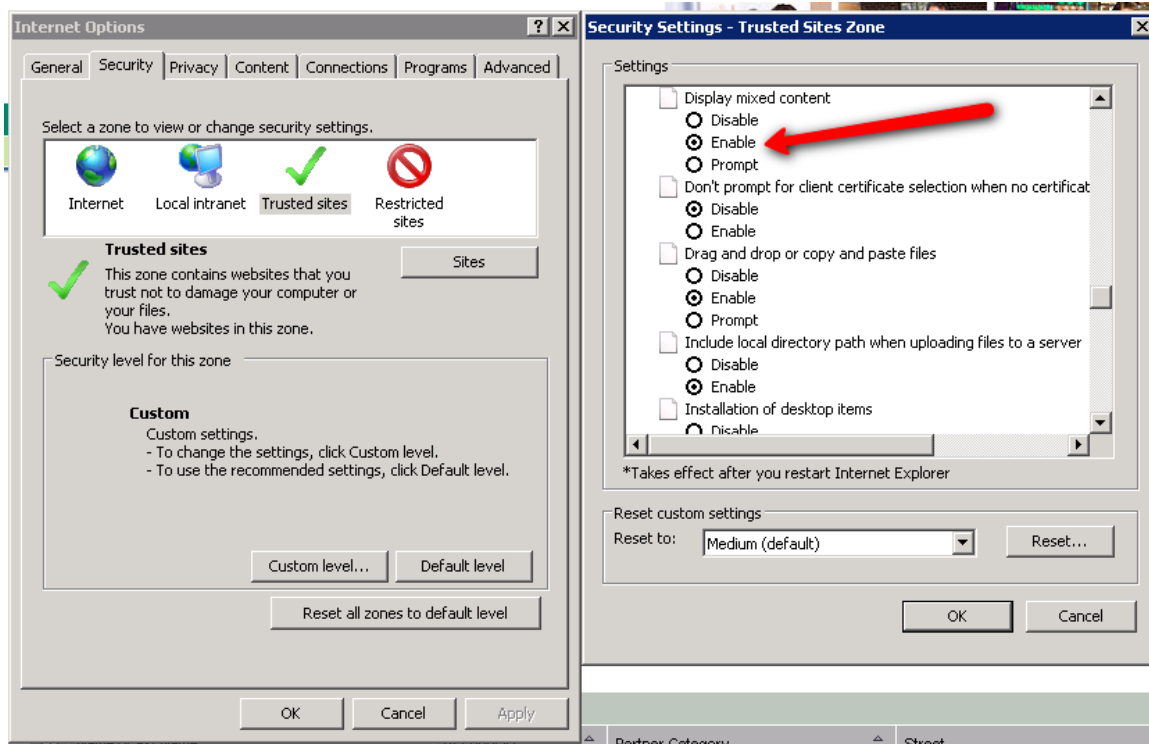 Internet Options
General Security Privacy Content Connections Programs Advanced
Select a zone to view or change security settings.
Internet Local intranet Trusted sites Restricted
sites
Trusted sites
Sites
This zone contains websites that you
trust not to damage your computer or
your files.
You have websites in this zone.
Security level for this zone
Custom
Custom settings.
- To change the settings, click Custom level.
- To use the recommended settings, click Default level.
Custom level... Default level
Reset all zones to default level
OK Cancel Apply
Security Settings - Trusted Sites Zone
Settings
Display mixed content
Disable
Enable
Prompt
Don't prompt for client certificate selection when no certificat
Disable
Enable
Drag and drop or copy and paste files
Disable
Enable
Prompt
Include local directory path when uploading files to a server
Disable
Enable
Installation of desktop items
Disable
*Takes effect after you restart Internet Explorer
Reset custom settings
Reset to: Medium (default) Reset...
OK Cancel
Partner Category Street